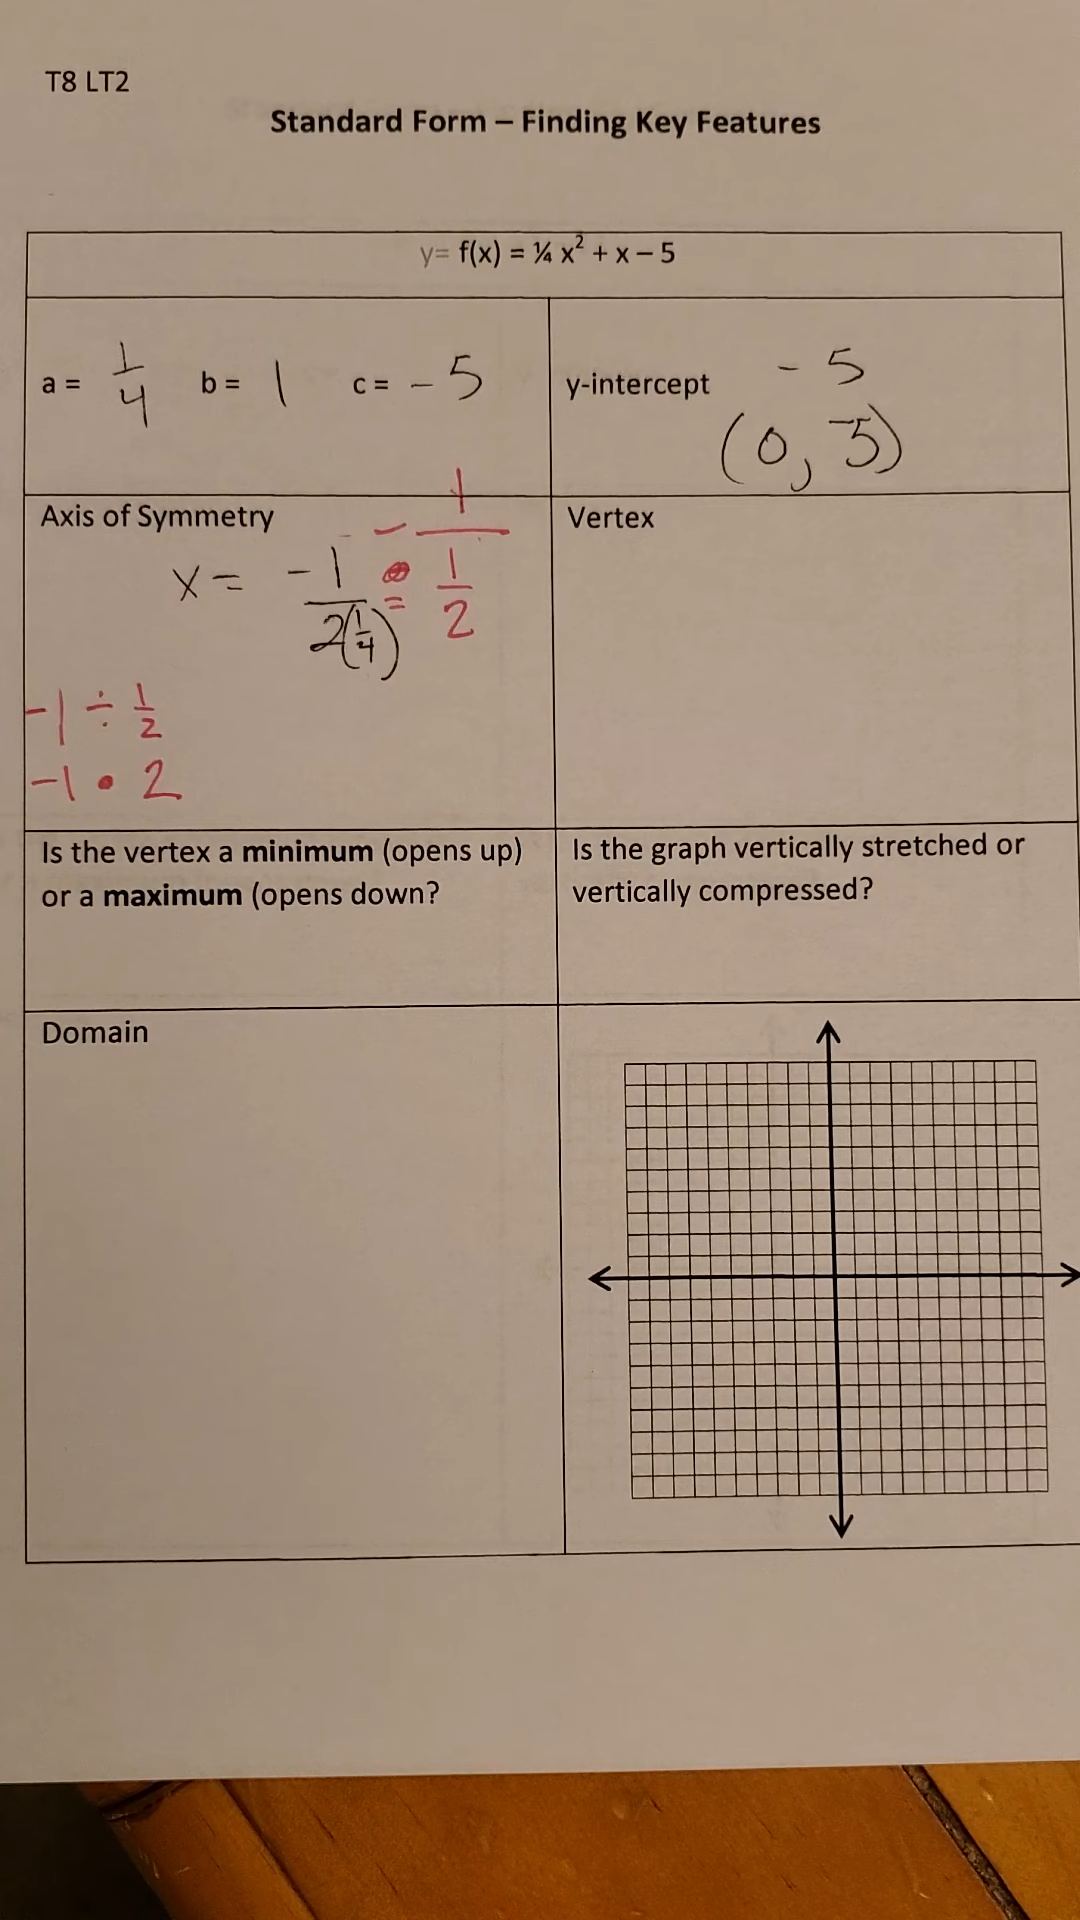 T8 LT2
Standard Form – Finding Key Features
y= f(x) = ¼ x² + x – 5
a = 1/4 b = 1 c = - 5
y-intercept - 5
(0, -5)
Axis of Symmetry
x = -1/2(1/4) = - 1/(1/2)
-1 ÷ 1/2
-1 • 2
Vertex
Is the vertex a minimum (opens up)
or a maximum (opens down?
Is the graph vertically stretched or
vertically compressed?
Domain